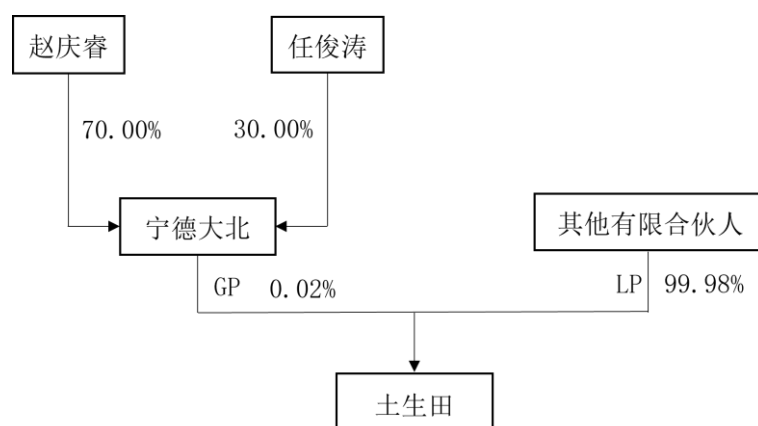 赵庆睿
任俊涛
70.00%
30.00%
宁德大北
其他有限合伙人
GP 0.02%
LP 99.98%
土生田